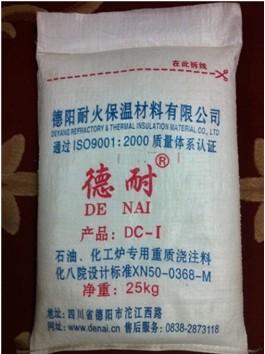 在此拆线
德阳耐火保温材料有限公司
DEYANG REFRACTORY & THERMAL INSULATION MATERIAL CO., LTD
通过ISO9001:2000 质量体系认证
德耐®
DE NAI
产品: DC-I
石油、化工炉专用重质浇注料
化八院设计标准XN50-0368-M
净重: 25kg
地址: 四川省德阳市沱江西路
网址: www.denai.cn 售后服务: 0838-2873118